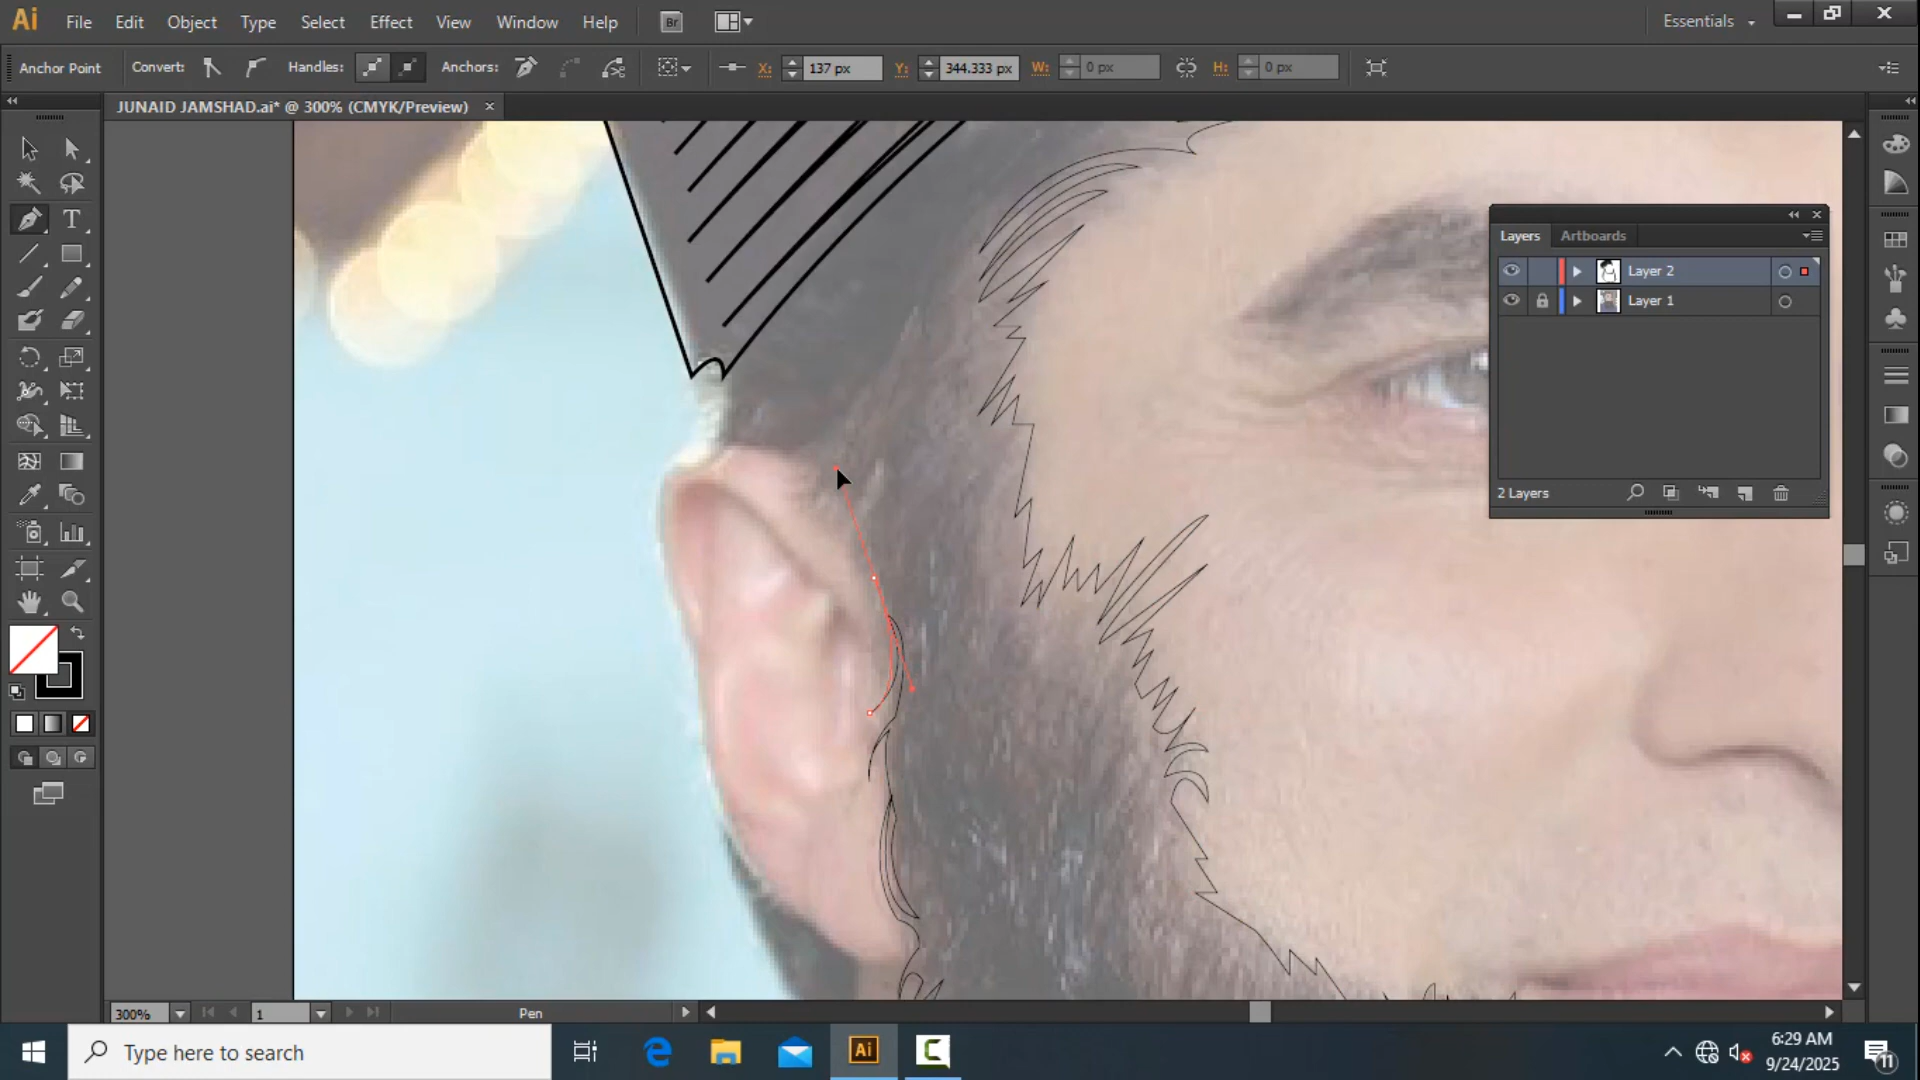 Ai File Edit Object Type Select Effect View Window Help Br Essentials
Anchor Point Convert: Handles: Anchors: X: 137 px Y: 344.333 px W: 0 px H: 0 px
JUNAID JAMSHAD.ai* @ 300% (CMYK/Preview) ×
Layers Artboards
Layer 2
Layer 1
2 Layers
T
300% 1 Pen
Type here to search
Ai
C
6:29 AM
9/24/2025
11